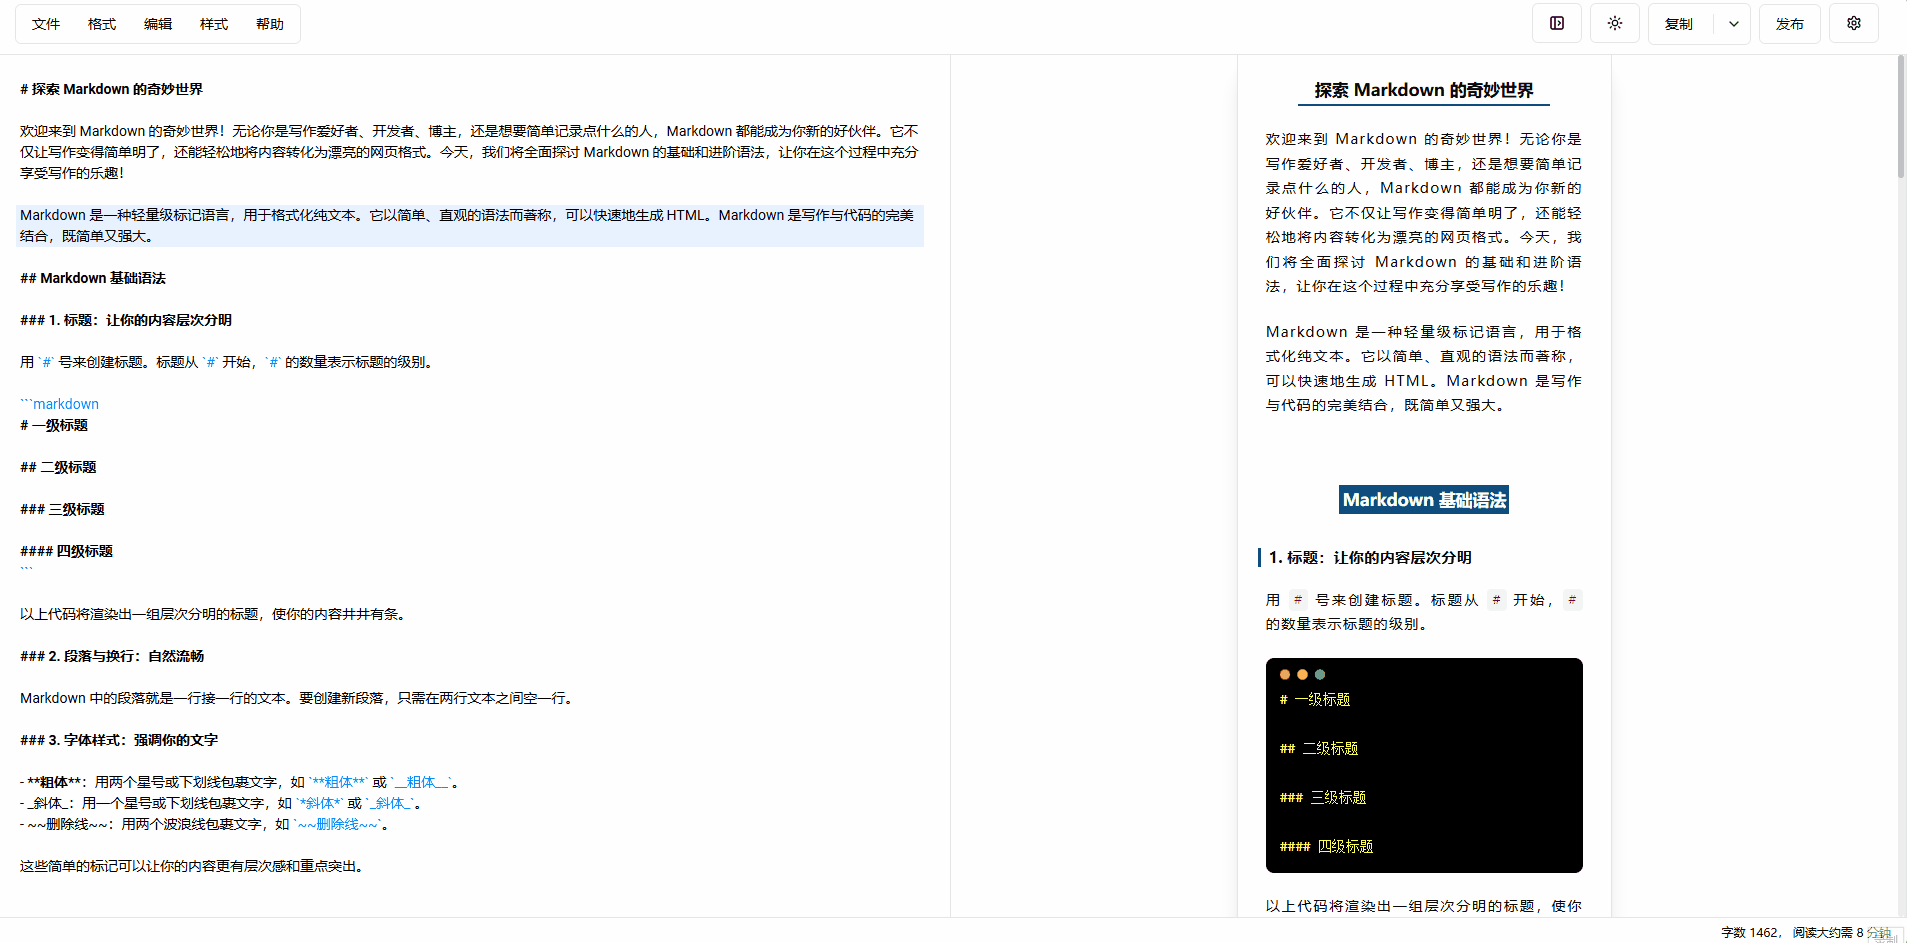 文件 格式 编辑 样式 帮助 复制 发布
# 探索 Markdown 的奇妙世界
欢迎来到 Markdown 的奇妙世界！无论你是写作爱好者、开发者、博主，还是想要简单记录点什么的人，Markdown 都能成为你新的好伙伴。它不
仅让写作变得简单明了，还能轻松地将内容转化为漂亮的网页格式。今天，我们将全面探讨 Markdown 的基础和进阶语法，让你在这个过程中充分
享受写作的乐趣！
Markdown 是一种轻量级标记语言，用于格式化纯文本。它以简单、直观的语法而著称，可以快速地生成 HTML。Markdown 是写作与代码的完美
结合，既简单又强大。
## Markdown 基础语法
### 1. 标题：让你的内容层次分明
用 `#` 号来创建标题。标题从 `#` 开始，`#` 的数量表示标题的级别。
```markdown
# 一级标题
## 二级标题
### 三级标题
#### 四级标题
```
以上代码将渲染出一组层次分明的标题，使你的内容井井有条。
### 2. 段落与换行：自然流畅
Markdown 中的段落就是一行接一行的文本。要创建新段落，只需在两行文本之间空一行。
### 3. 字体样式：强调你的文字
- **粗体**：用两个星号或下划线包裹文字，如 `**粗体**` 或 `__粗体__`。
- _斜体_：用一个星号或下划线包裹文字，如 `*斜体*` 或 `_斜体_`。
- ~~删除线~~：用两个波浪线包裹文字，如 `~~删除线~~`。
这些简单的标记可以让你的内容更有层次感和重点突出。
探索 Markdown 的奇妙世界
欢迎来到 Markdown 的奇妙世界！无论你是
写作爱好者、开发者、博主，还是想要简单记
录点什么的人，Markdown 都能成为你新的
好伙伴。它不仅让写作变得简单明了，还能轻
松地将内容转化为漂亮的网页格式。今天，我
们将全面探讨 Markdown 的基础和进阶语
法，让你在这个过程中充分享受写作的乐趣！
Markdown 是一种轻量级标记语言，用于格
式化纯文本。它以简单、直观的语法而著称，
可以快速地生成 HTML。Markdown 是写作
与代码的完美结合，既简单又强大。
Markdown 基础语法
1. 标题：让你的内容层次分明
用 # 号来创建标题。标题从 # 开始，#
的数量表示标题的级别。
# 一级标题
## 二级标题
### 三级标题
#### 四级标题
以上代码将渲染出一组层次分明的标题，使你
字数 1462， 阅读大约需 8 分钟